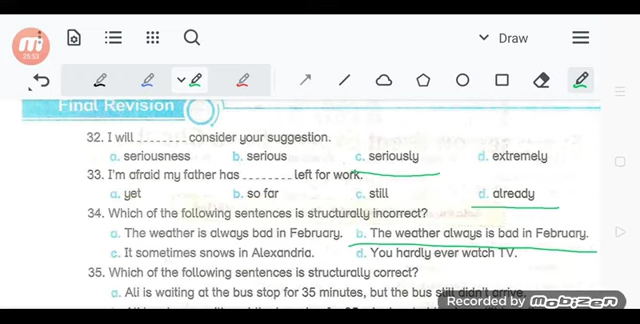 Draw
25:53
Final Revision
32. I will ________ consider your suggestion.
a. seriousness b. serious c. seriously d. extremely
33. I'm afraid my father has ________ left for work.
a. yet b. so far c. still d. already
34. Which of the following sentences is structurally incorrect?
a. The weather is always bad in February. b. The weather always is bad in February.
c. It sometimes snows in Alexandria. d. You hardly ever watch TV.
35. Which of the following sentences is structurally correct?
a. Ali is waiting at the bus stop for 35 minutes, but the bus still didn't arrive.
Recorded by Mobizen